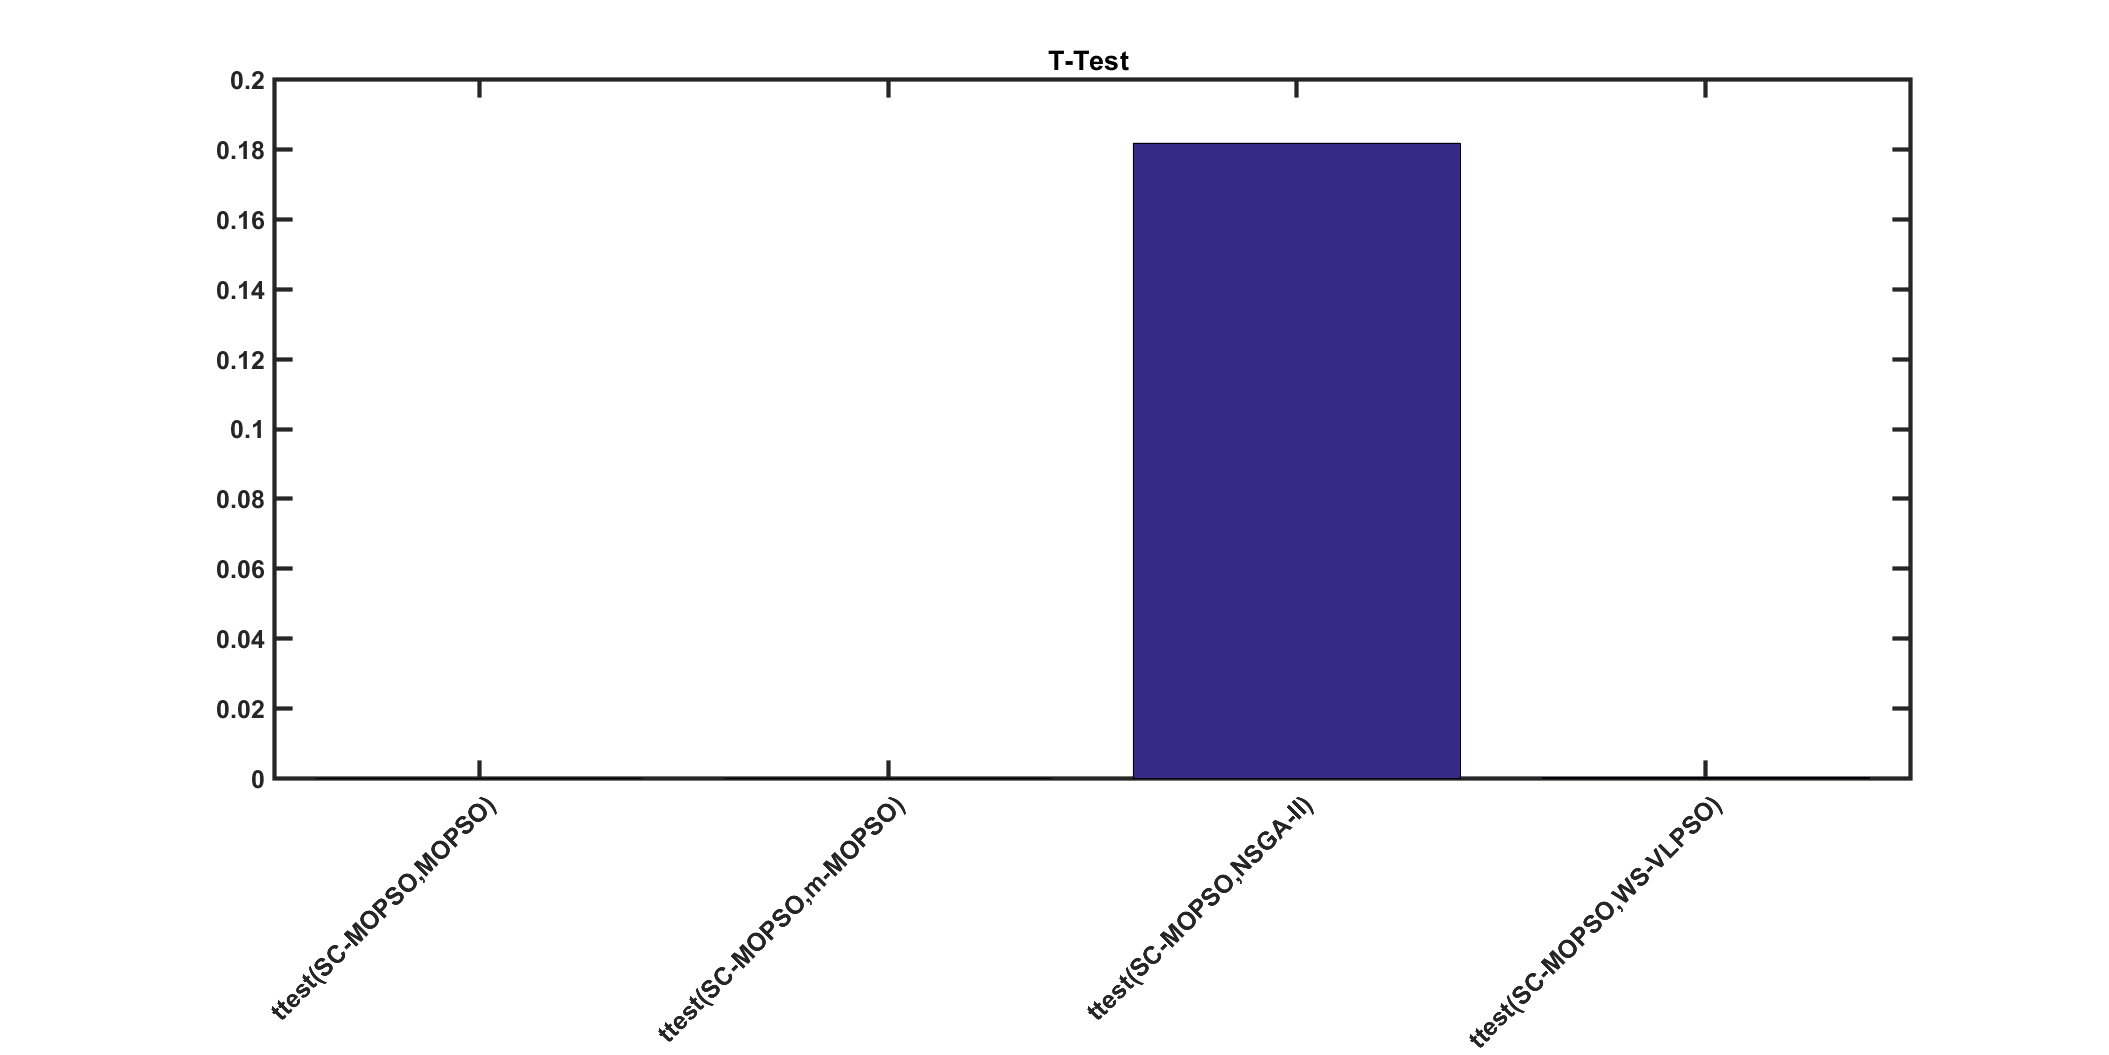 T-Test
0.2
0.18
0.16
0.14
0.12
0.1
0.08
0.06
0.04
0.02
0
ttest(SC-MOPSO,MOPSO)
ttest(SC-MOPSO,m-MOPSO)
ttest(SC-MOPSO,NSGA-II)
ttest(SC-MOPSO,WS-VLPSO)